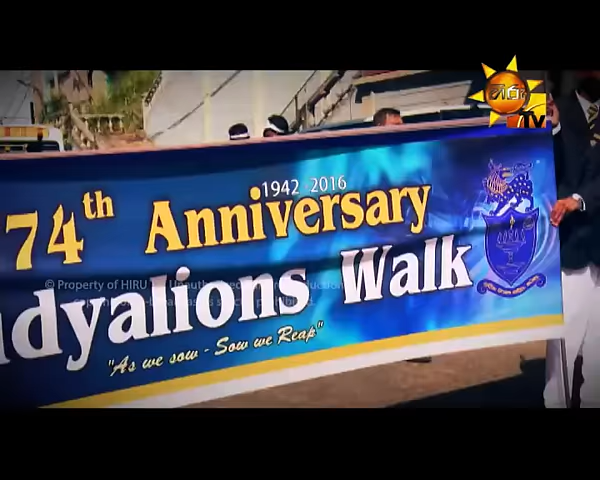 හිරු
TV
1942 2016
74th Anniversary
dyalions Walk
© Property of HIRU
"As we sow - Sow we Reap"